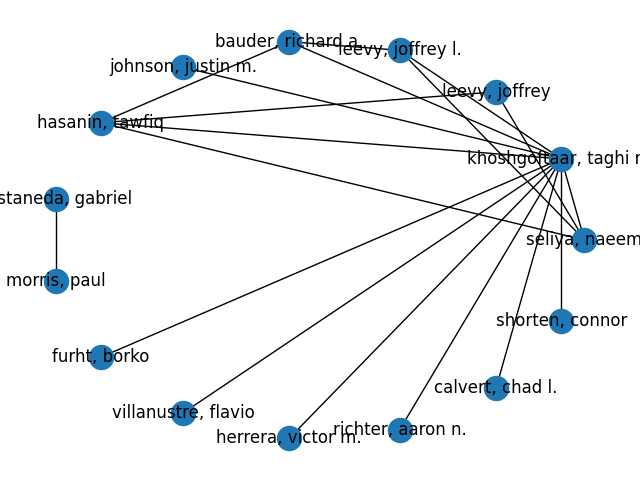 bauder, richard a.
leevy, joffrey l.
johnson, justin m.
leevy, joffrey
hasanin, tawfiq
khoshgoftaar, taghi
staneda, gabriel
seliya, naeem
morris, paul
shorten, connor
furht, borko
calvert, chad l.
villanustre, flavio
herrera, victor m.
richter, aaron n.